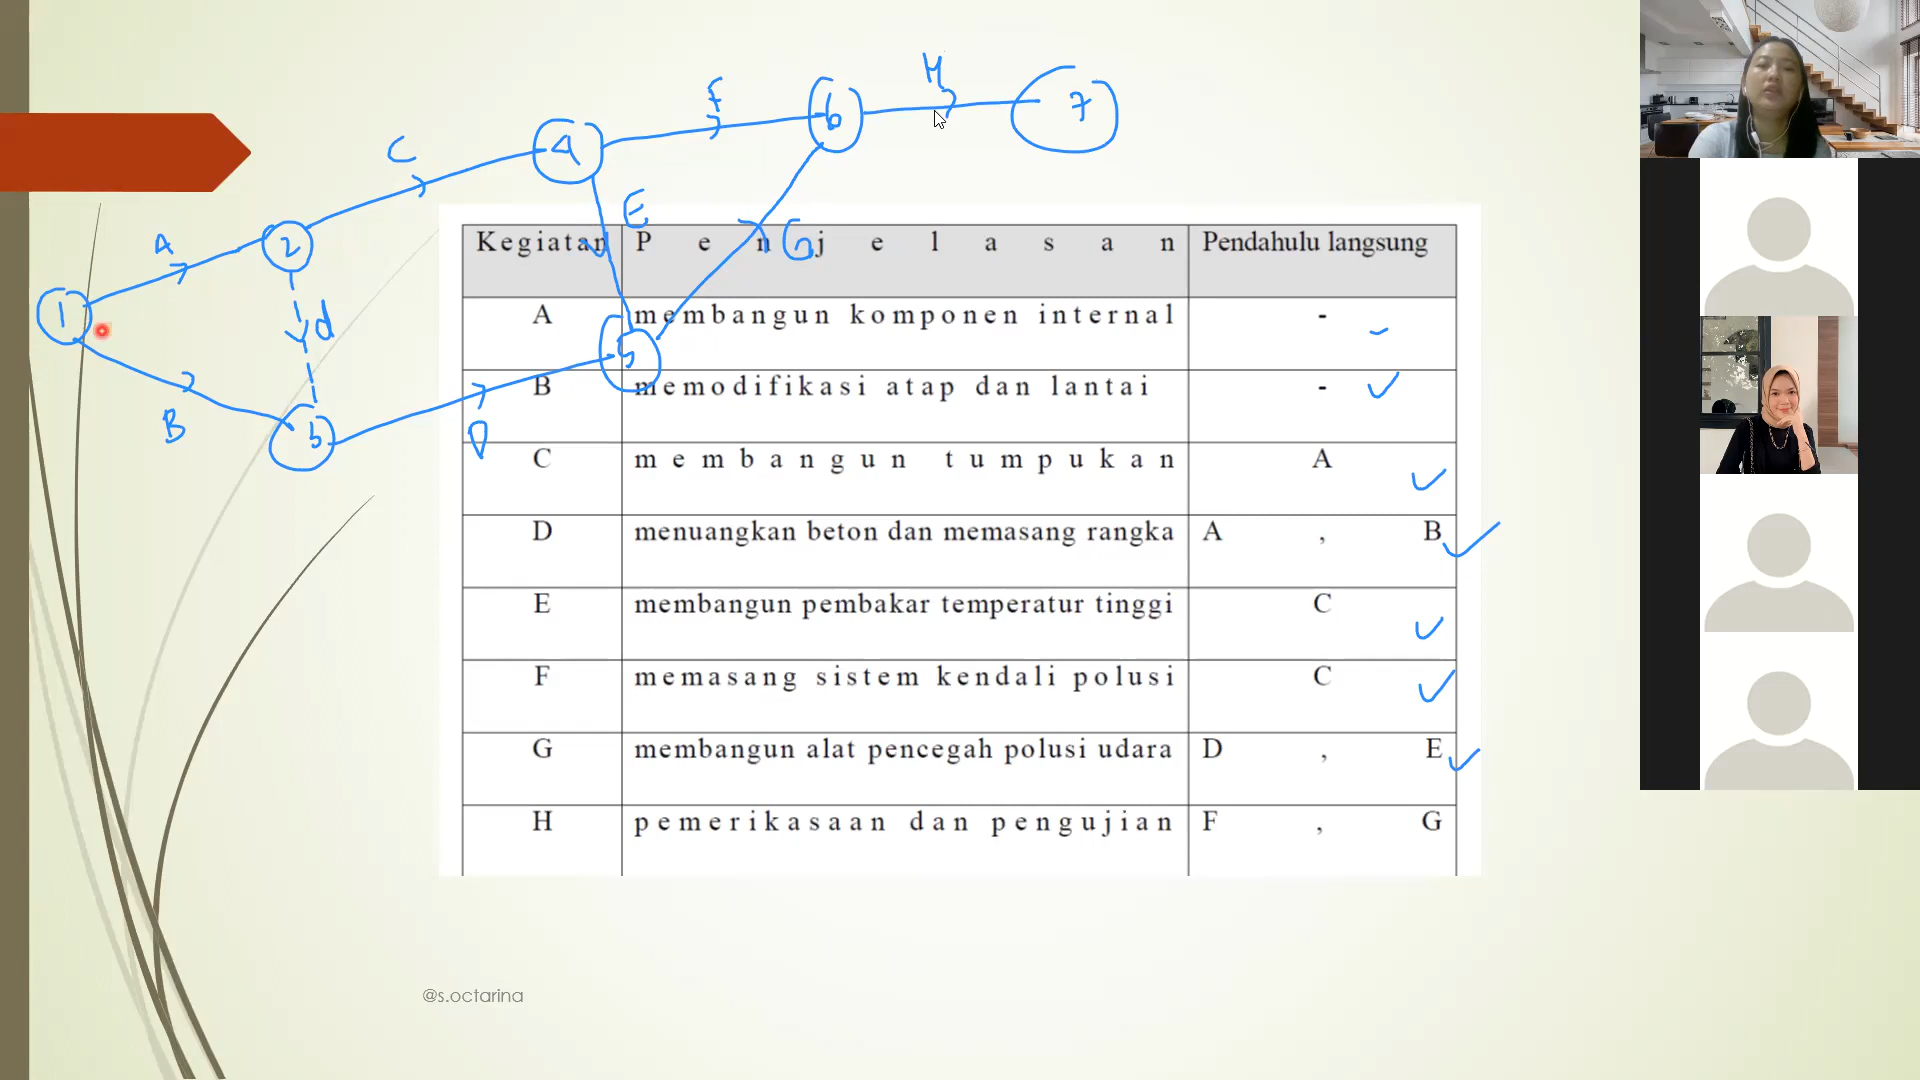 H
F
6
7
C
4
E
A
2
G
1
d
B
3
5
D
Kegiatan Penjelasan Pendahulu langsung
A membangun komponen internal -
B memodifikasi atap dan lantai -
C membangun tumpukan A
D menuangkan beton dan memasang rangka A , B
E membangun pembakar temperatur tinggi C
F memasang sistem kendali polusi C
G membangun alat pencegah polusi udara D , E
H pemerikasaan dan pengujian F , G
@s.octarina